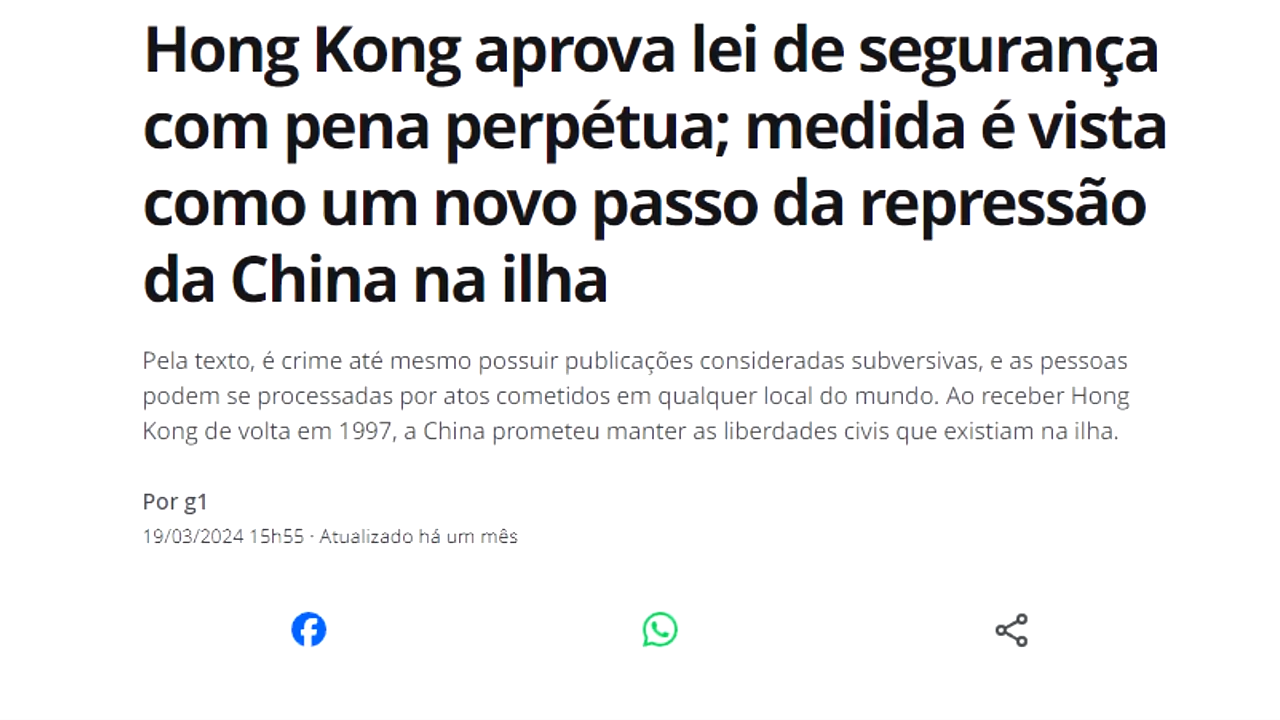 Hong Kong aprova lei de segurança
com pena perpétua; medida é vista
como um novo passo da repressão
da China na ilha
Pela texto, é crime até mesmo possuir publicações consideradas subversivas, e as pessoas
podem se processadas por atos cometidos em qualquer local do mundo. Ao receber Hong
Kong de volta em 1997, a China prometeu manter as liberdades civis que existiam na ilha.
Por g1
19/03/2024 15h55 · Atualizado há um mês